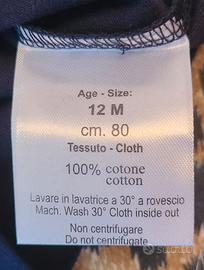 Age - Size:
12 M
cm. 80
Tessuto - Cloth
100% cotone
cotton
Lavare in lavatrice a 30° a rovescio
Mach. Wash 30° Cloth inside out
Non centrifugare
Do not centrifugate
subito